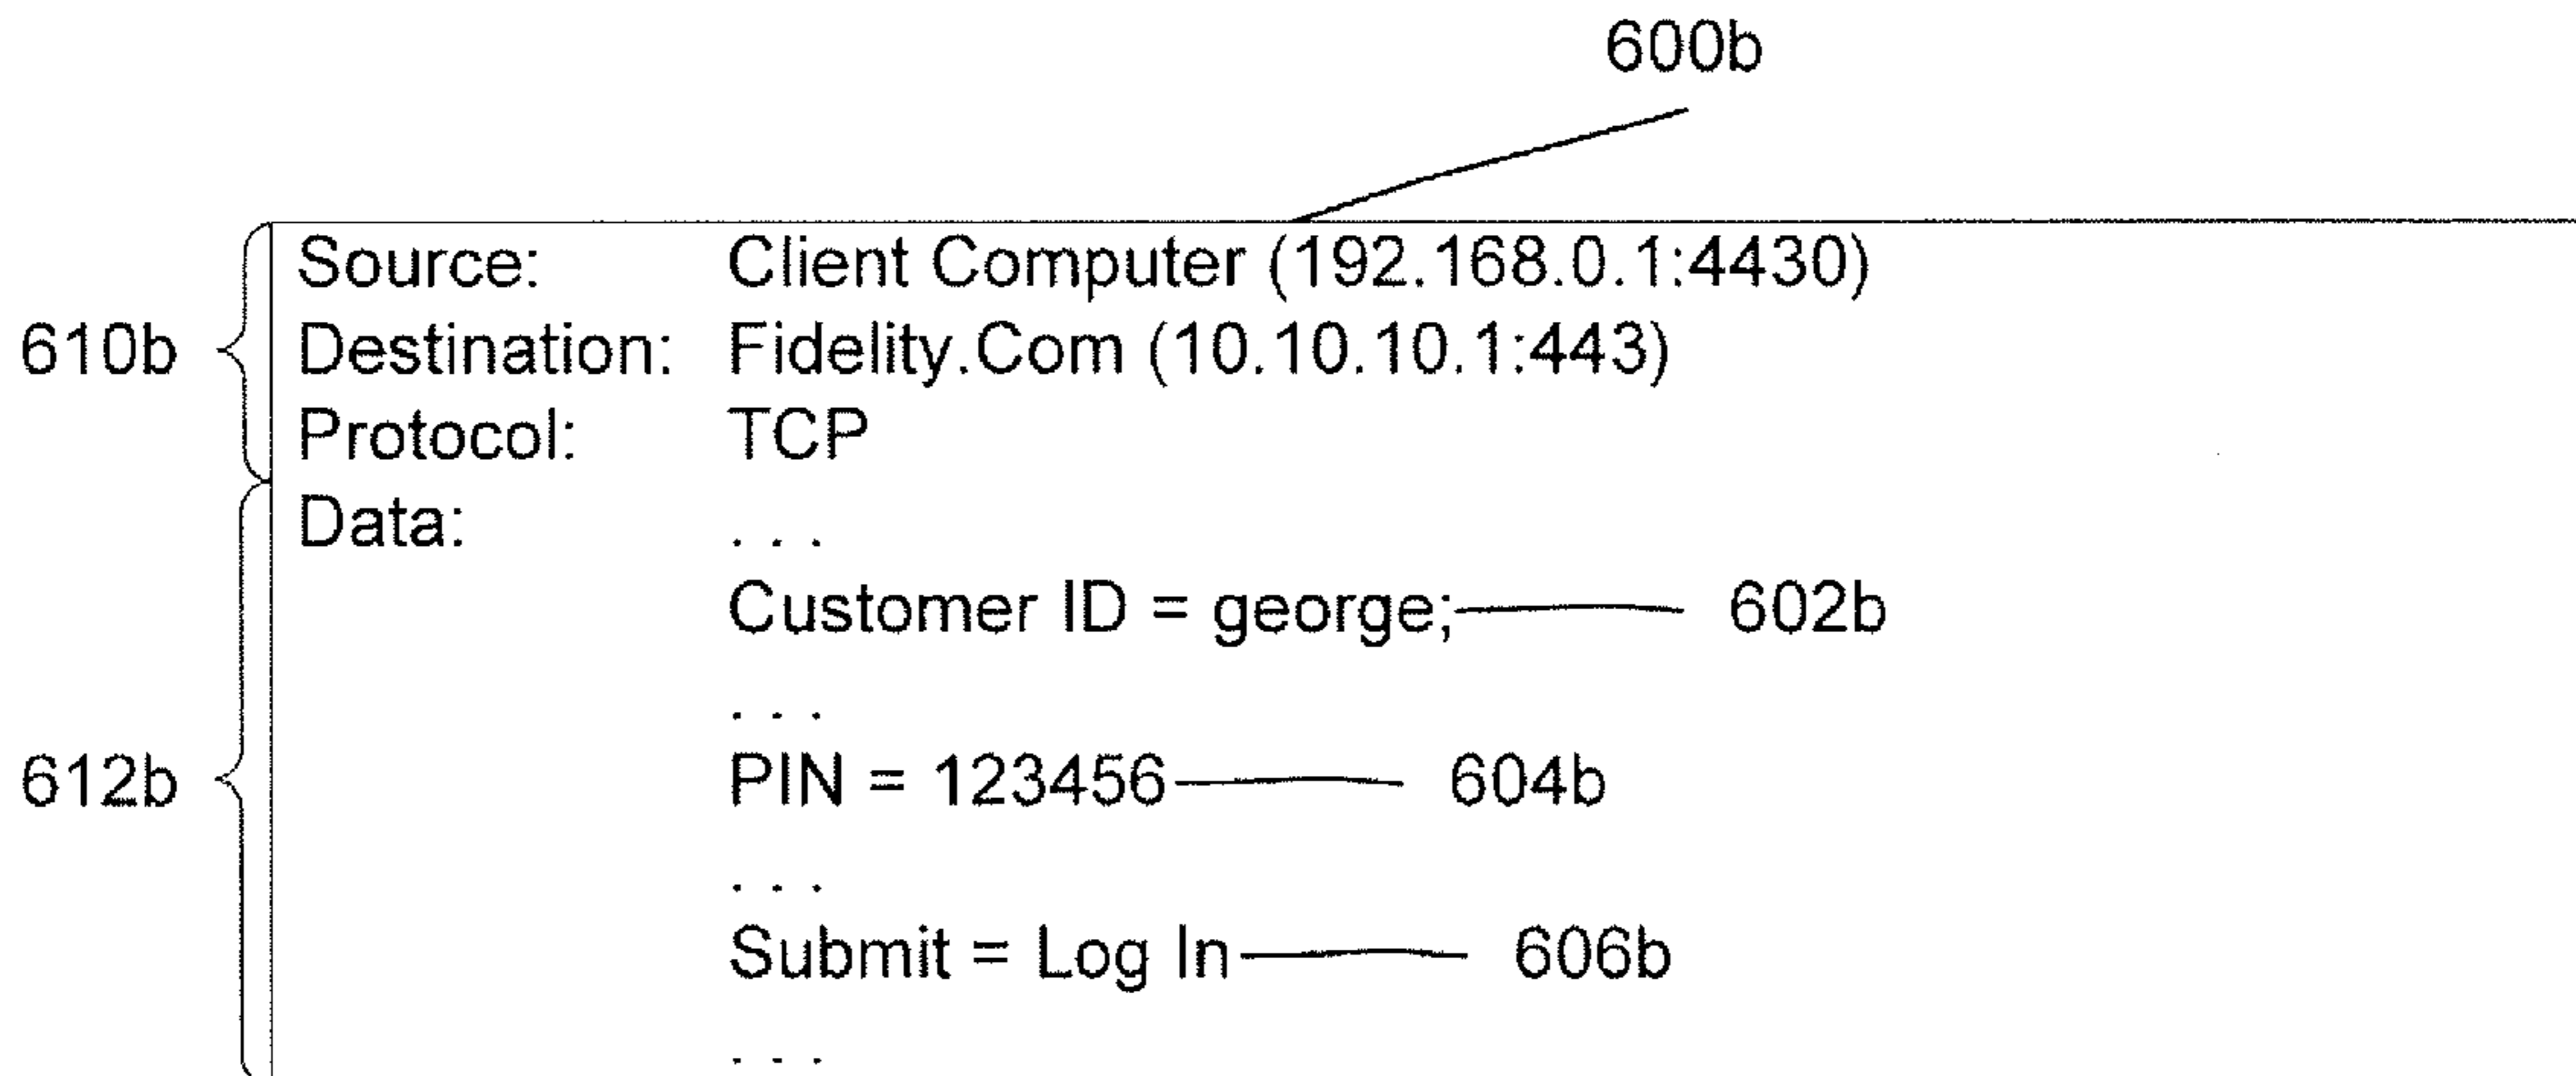 600b
Source: Client Computer (192.168.0.1:4430)
610b Destination: Fidelity.Com (10.10.10.1:443)
Protocol: TCP
Data: . . .
Customer ID = george; 602b
. . .
612b PIN = 123456 604b
. . .
Submit = Log In 606b
. . .